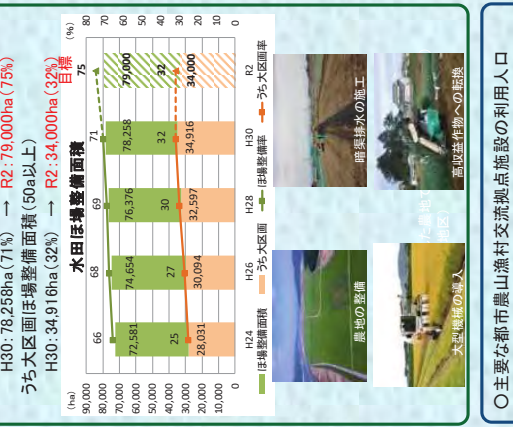 H30:78,258ha(71%) → R2:79,000ha(75%)
うち大区画ほ場整備面積(50a以上)
H30:34,916ha(32%) → R2:34,000ha(32%)
目標
水田ほ場整備面積
(ha)
(%)
90,000
80,000
70,000
60,000
50,000
40,000
30,000
20,000
10,000
0
80
70
60
50
40
30
20
10
0
66
68
69
71
75
72,581
74,654
76,376
78,258
79,000
25
27
30
32
32
28,031
30,094
32,597
34,916
34,000
H24
H26
H28
H30
R2
ほ場整備面積
うち大区画
ほ場整備率
うち大区画率
農地の整備
暗渠排水の施工
大型機械の導入
高収益作物への転換
地区)
○主要な都市農山漁村交流拠点施設の利用人口